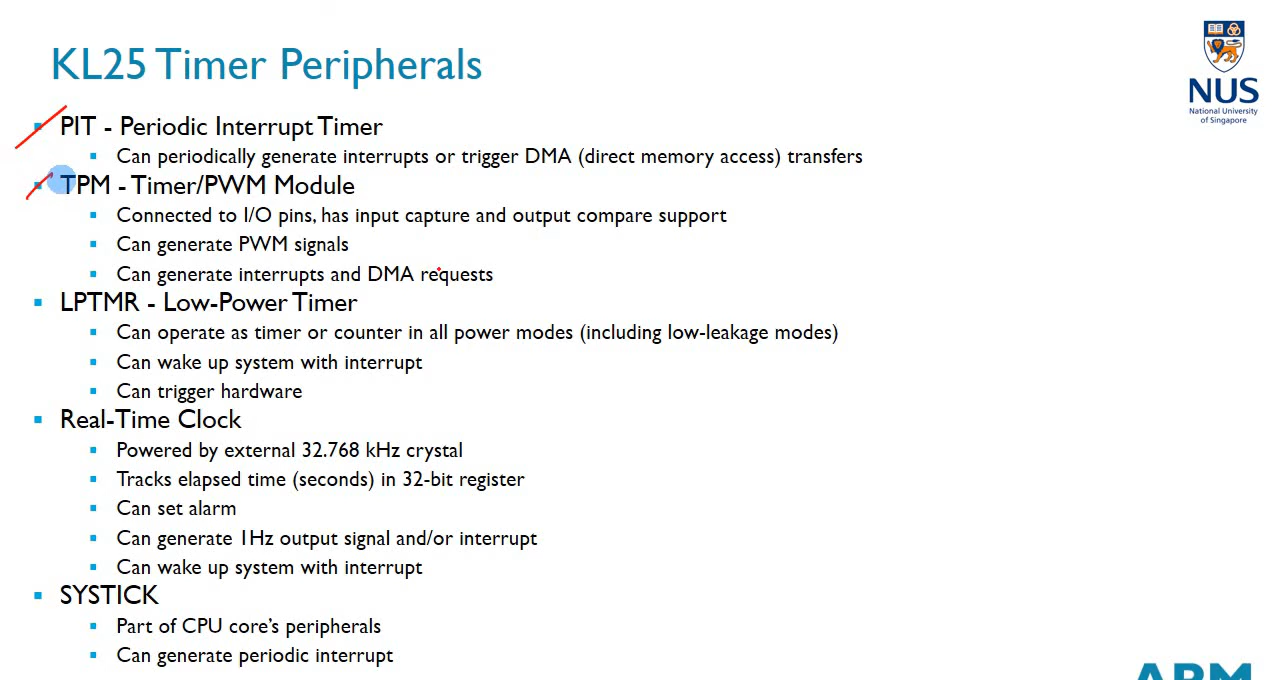 KL25 Timer Peripherals
NUS
National University
of Singapore
PIT - Periodic Interrupt Timer
Can periodically generate interrupts or trigger DMA (direct memory access) transfers
TPM - Timer/PWM Module
Connected to I/O pins, has input capture and output compare support
Can generate PWM signals
Can generate interrupts and DMA requests
LPTMR - Low-Power Timer
Can operate as timer or counter in all power modes (including low-leakage modes)
Can wake up system with interrupt
Can trigger hardware
Real-Time Clock
Powered by external 32.768 kHz crystal
Tracks elapsed time (seconds) in 32-bit register
Can set alarm
Can generate 1Hz output signal and/or interrupt
Can wake up system with interrupt
SYSTICK
Part of CPU core's peripherals
Can generate periodic interrupt
ARM